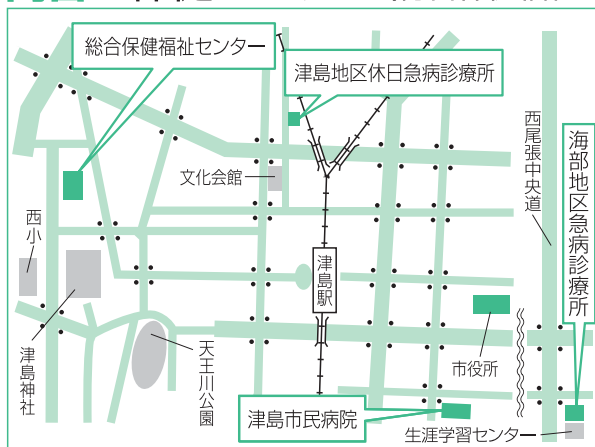 総合保健福祉センター
津島地区休日急病診療所
文化会館
西尾張中央道
海部地区急病診療所
西小
津島駅
津島神社
天王川公園
市役所
津島市民病院
生涯学習センター